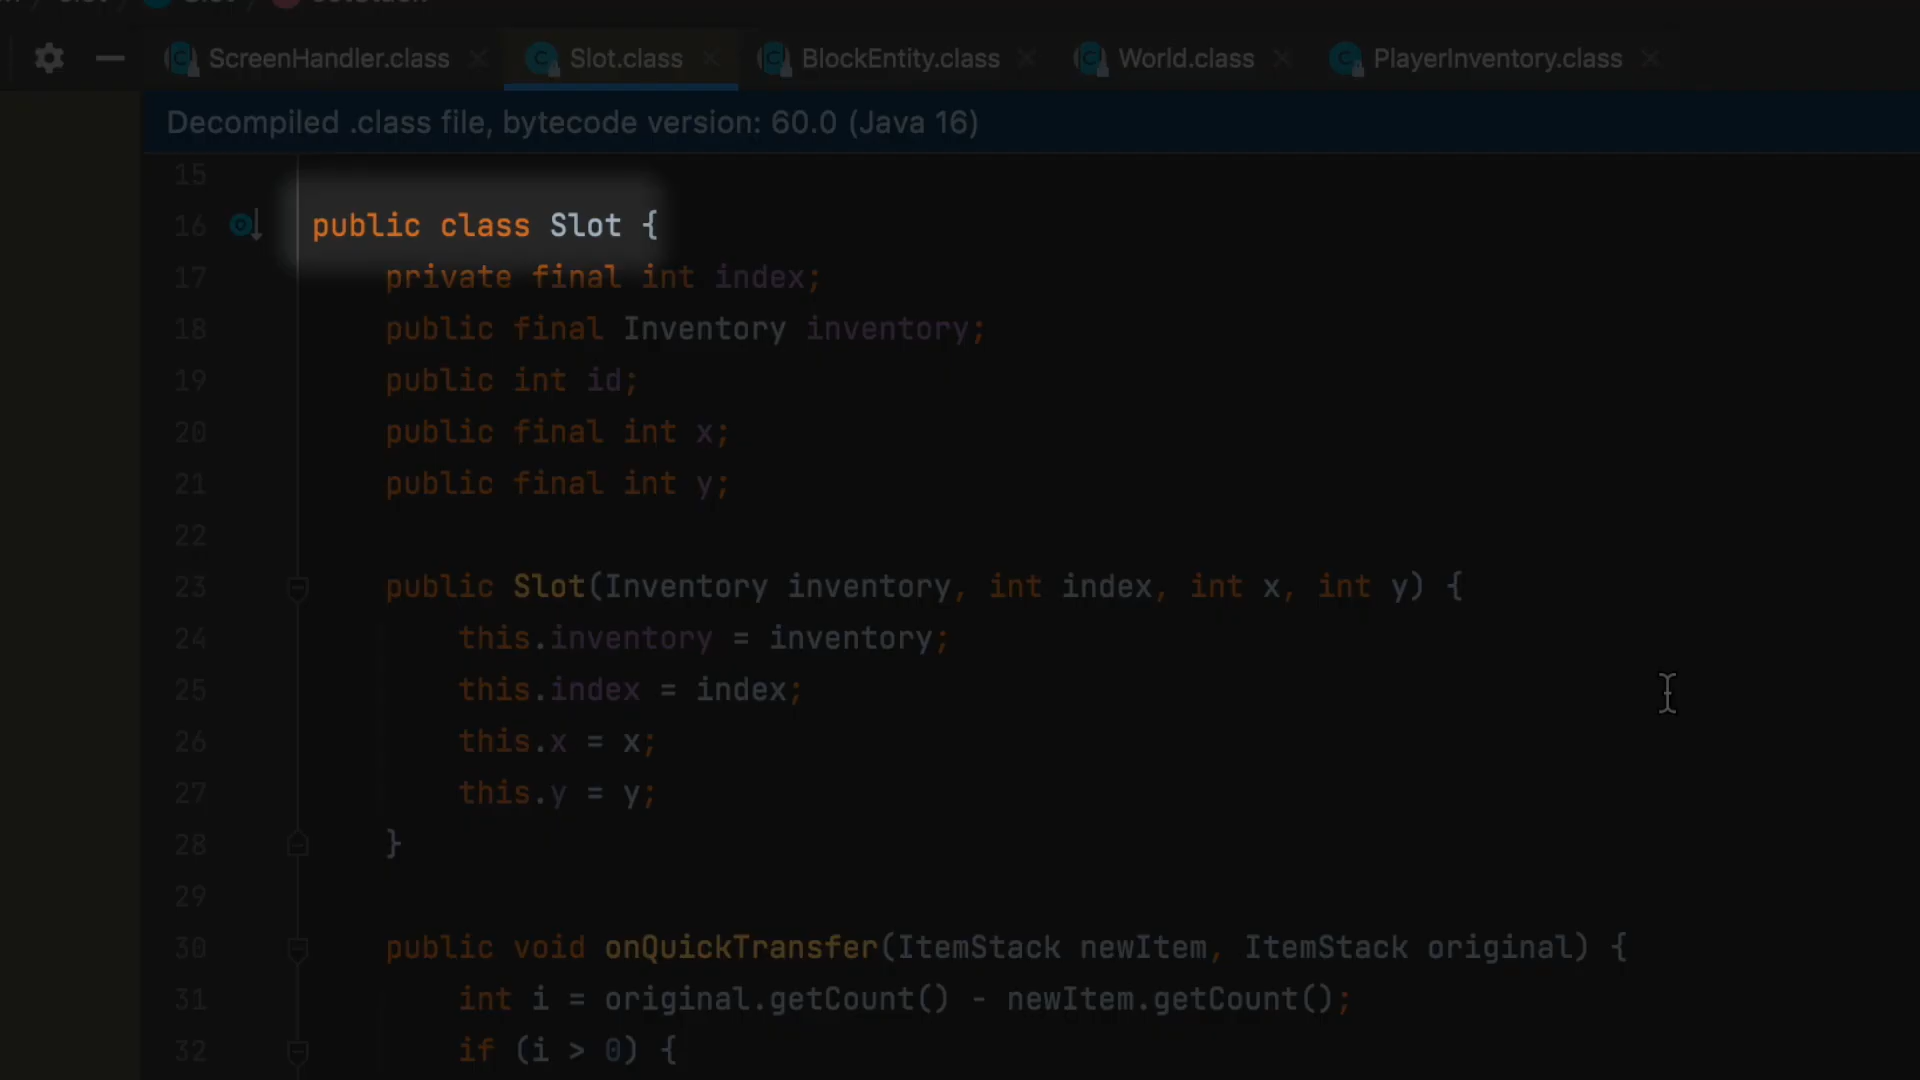 ScreenHandler.class Slot.class BlockEntity.class World.class PlayerInventory.class
Decompiled .class file, bytecode version: 60.0 (Java 16)
15
16 public class Slot {
17 private final int index;
18 public final Inventory inventory;
19 public int id;
20 public final int x;
21 public final int y;
22
23 public Slot(Inventory inventory, int index, int x, int y) {
24 this.inventory = inventory;
25 this.index = index;
26 this.x = x;
27 this.y = y;
28 }
29
30 public void onQuickTransfer(ItemStack newItem, ItemStack original) {
31 int i = original.getCount() - newItem.getCount();
32 if (i > 0) {